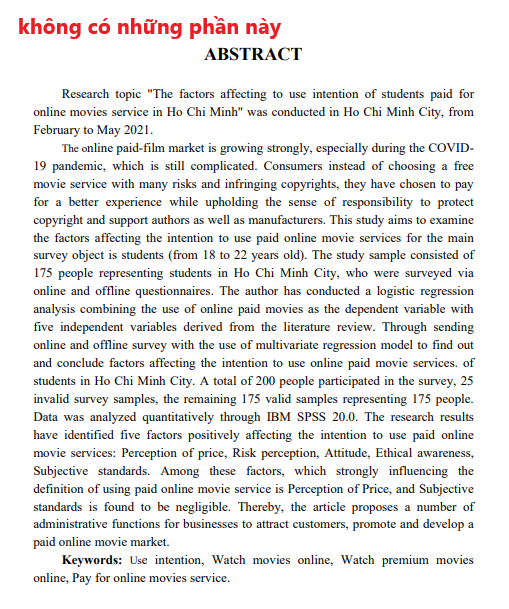 không có những phần này
ABSTRACT
Research topic "The factors affecting to use intention of students paid for
online movies service in Ho Chi Minh" was conducted in Ho Chi Minh City, from
February to May 2021.
The online paid-film market is growing strongly, especially during the COVID-
19 pandemic, which is still complicated. Consumers instead of choosing a free
movie service with many risks and infringing copyrights, they have chosen to pay
for a better experience while upholding the sense of responsibility to protect
copyright and support authors as well as manufacturers. This study aims to examine
the factors affecting the intention to use paid online movie services for the main
survey object is students (from 18 to 22 years old). The study sample consisted of
175 people representing students in Ho Chi Minh City, who were surveyed via
online and offline questionnaires. The author has conducted a logistic regression
analysis combining the use of online paid movies as the dependent variable with
five independent variables derived from the literature review. Through sending
online and offline survey with the use of multivariate regression model to find out
and conclude factors affecting the intention to use online paid movie services. of
students in Ho Chi Minh City. A total of 200 people participated in the survey, 25
invalid survey samples, the remaining 175 valid samples representing 175 people.
Data was analyzed quantitatively through IBM SPSS 20.0. The research results
have identified five factors positively affecting the intention to use paid online
movie services: Perception of price, Risk perception, Attitude, Ethical awareness,
Subjective standards. Among these factors, which strongly influencing the
definition of using paid online movie service is Perception of Price, and Subjective
standards is found to be negligible. Thereby, the article proposes a number of
administrative functions for businesses to attract customers, promote and develop a
paid online movie market.
Keywords: Use intention, Watch movies online, Watch premium movies
online, Pay for online movies service.